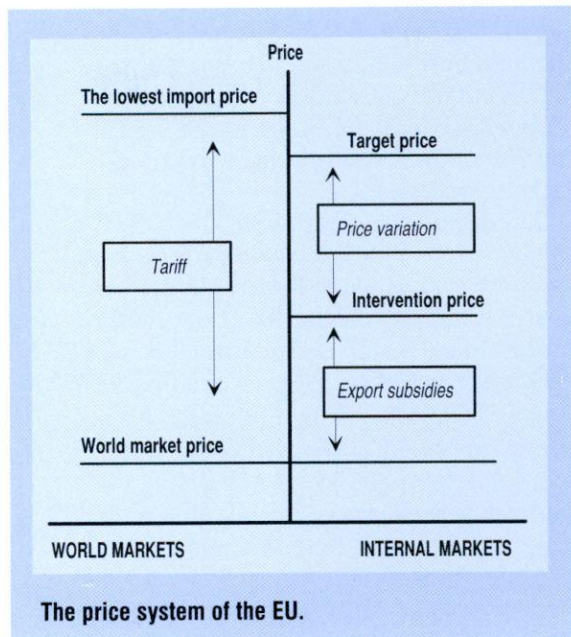 Price
The lowest import price
Target price
Price variation
Tariff
Intervention price
Export subsidies
World market price
WORLD MARKETS
INTERNAL MARKETS
The price system of the EU.